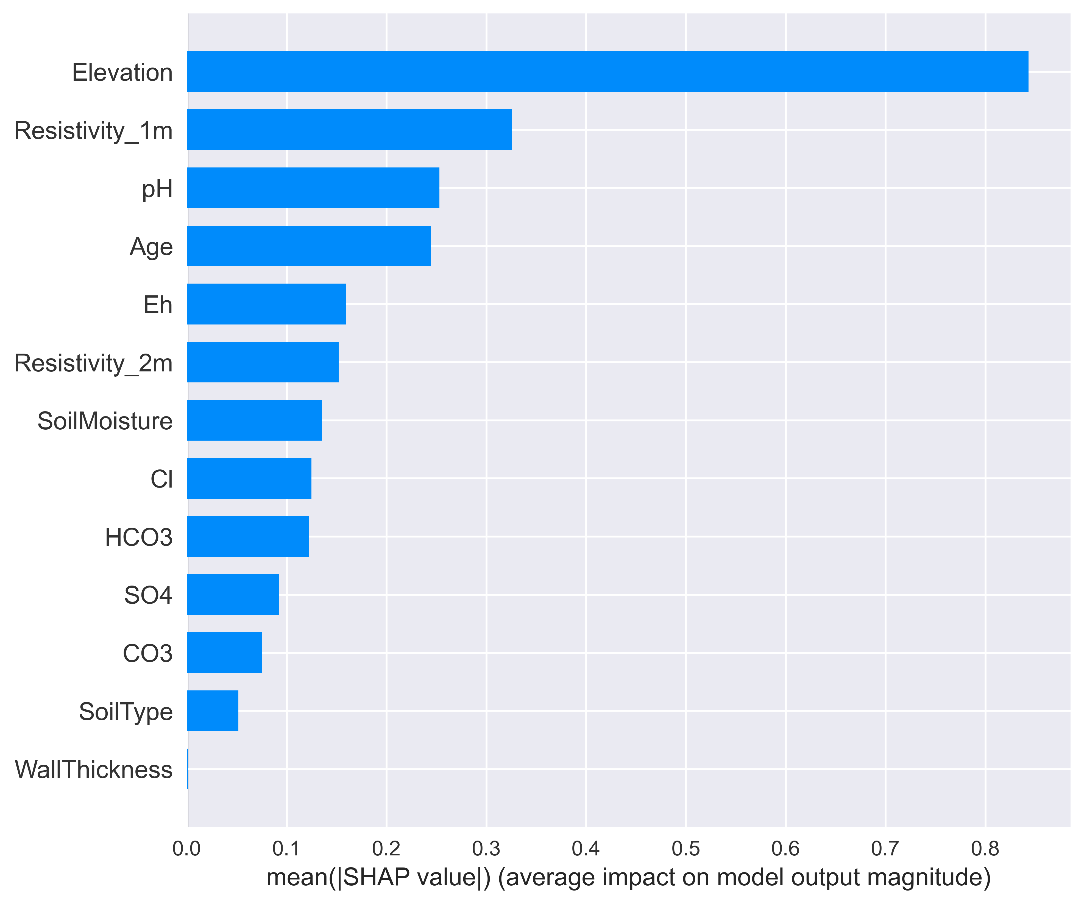 Elevation
Resistivity_1m
pH
Age
Eh
Resistivity_2m
SoilMoisture
Cl
HCO3
SO4
CO3
SoilType
WallThickness
0.0 0.1 0.2 0.3 0.4 0.5 0.6 0.7 0.8
mean(|SHAP value|) (average impact on model output magnitude)